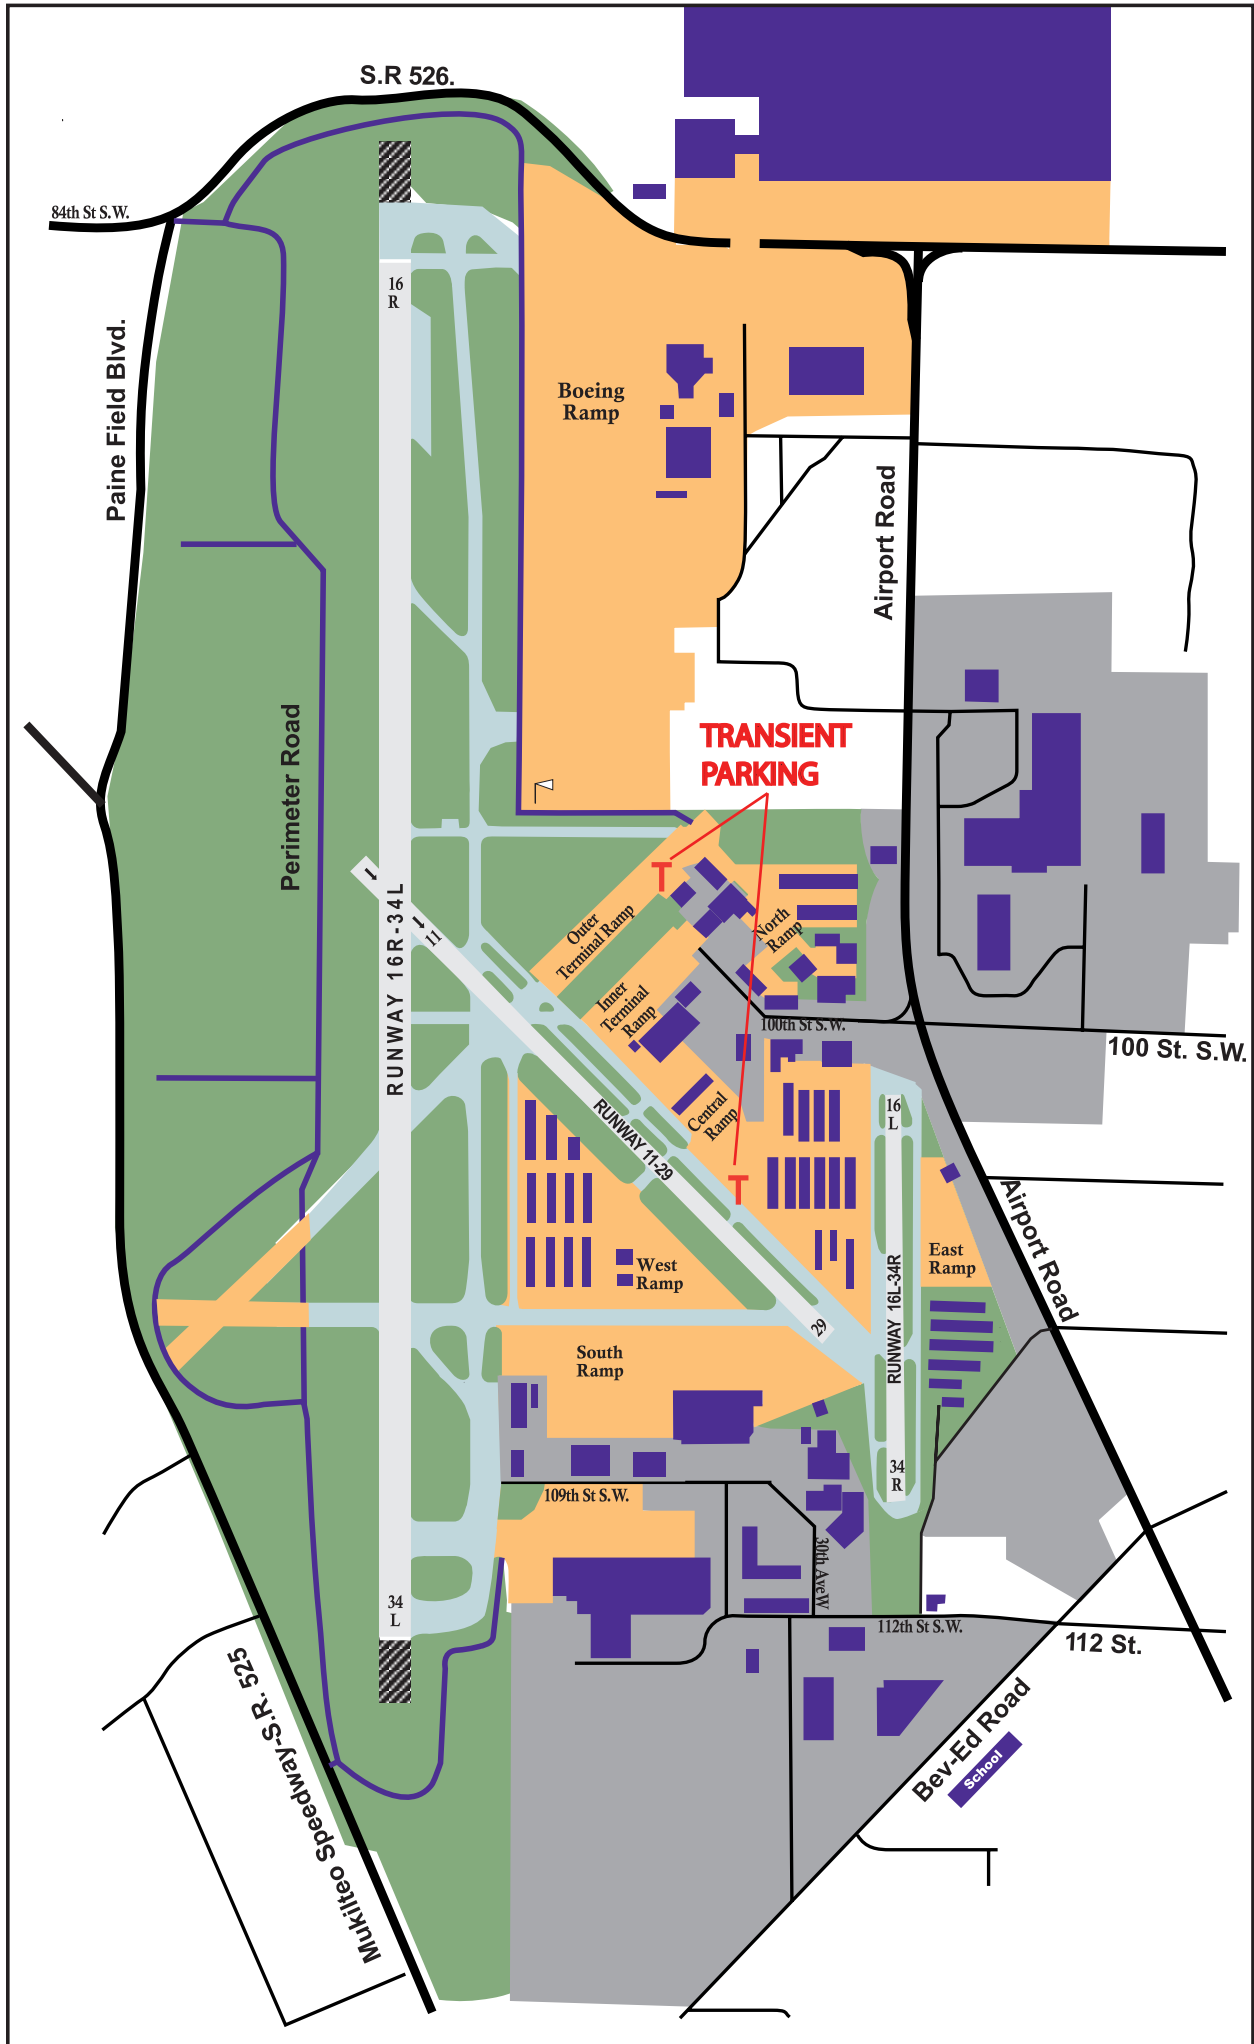 S.R 526.
84th St S.W.
16
R
Paine Field Blvd.
Boeing
Ramp
Airport Road
Perimeter Road
TRANSIENT
PARKING
RUNWAY 16R-34L
T
11
Outer
Terminal Ramp
North
Ramp
Inner
Terminal
Ramp
100th St S.W.
100 St. S.W.
RUNWAY 11-29
Central
Ramp
16
L
T
Airport Road
West
Ramp
East
Ramp
RUNWAY 16L-34R
29
South
Ramp
34
R
109th St S.W.
30th AveW
34
L
112th St S.W.
112 St.
Mukilteo Speedway-S.R. 525
Bev-Ed Road
School